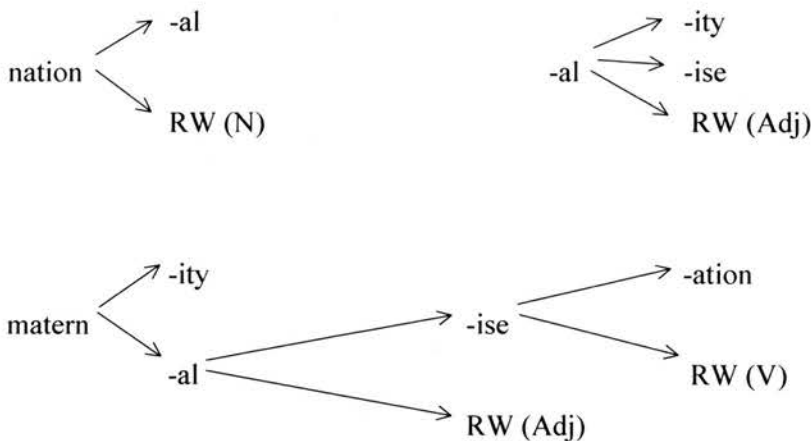 -al -ity
nation -al -ise
RW (N) RW (Adj)
-ity -ation
matern -ise
-al RW (V)
RW (Adj)